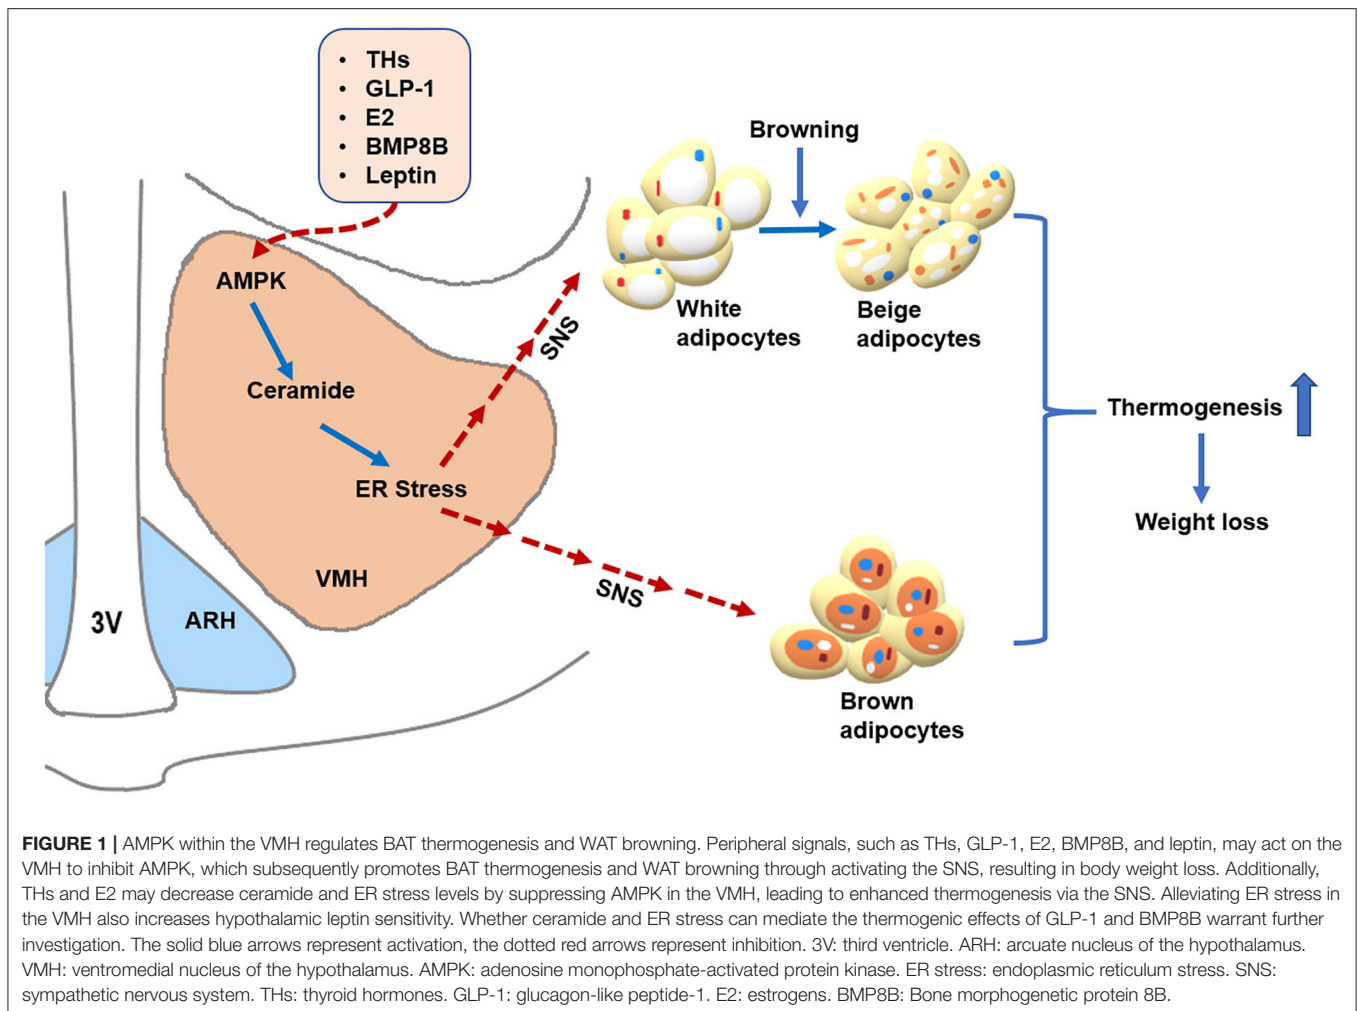 • THs
• GLP-1
• E2
• BMP8B
• Leptin
Browning
AMPK
White
adipocytes
Beige
adipocytes
SNS
Ceramide
Thermogenesis
ER Stress
Weight loss
VMH
SNS
3V
ARH
Brown
adipocytes
FIGURE 1 | AMPK within the VMH regulates BAT thermogenesis and WAT browning. Peripheral signals, such as THs, GLP-1, E2, BMP8B, and leptin, may act on the
VMH to inhibit AMPK, which subsequently promotes BAT thermogenesis and WAT browning through activating the SNS, resulting in body weight loss. Additionally,
THs and E2 may decrease ceramide and ER stress levels by suppressing AMPK in the VMH, leading to enhanced thermogenesis via the SNS. Alleviating ER stress in
the VMH also increases hypothalamic leptin sensitivity. Whether ceramide and ER stress can mediate the thermogenic effects of GLP-1 and BMP8B warrant further
investigation. The solid blue arrows represent activation, the dotted red arrows represent inhibition. 3V: third ventricle. ARH: arcuate nucleus of the hypothalamus.
VMH: ventromedial nucleus of the hypothalamus. AMPK: adenosine monophosphate-activated protein kinase. ER stress: endoplasmic reticulum stress. SNS:
sympathetic nervous system. THs: thyroid hormones. GLP-1: glucagon-like peptide-1. E2: estrogens. BMP8B: Bone morphogenetic protein 8B.